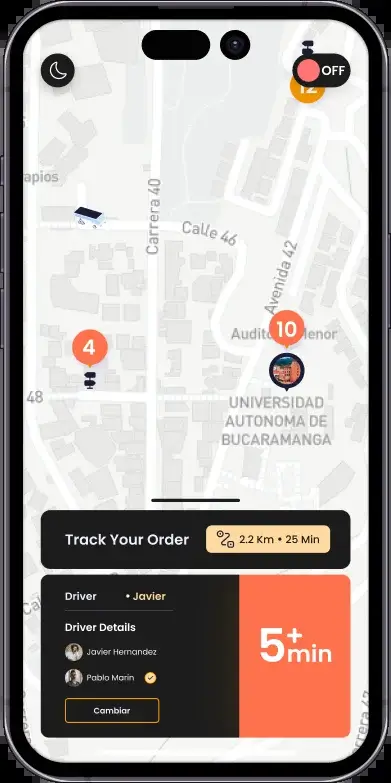 OFF
12
apios
Carrera 40
Calle 46
Avenida 42
10
Audito Menor
4
48
UNIVERSIDAD
AUTONOMA DE
BUCARAMANGA
Track Your Order
2.2 Km • 25 Min
Driver • Javier
Driver Details
Javier Hernandez
Pablo Marin
Cambiar
5+ min